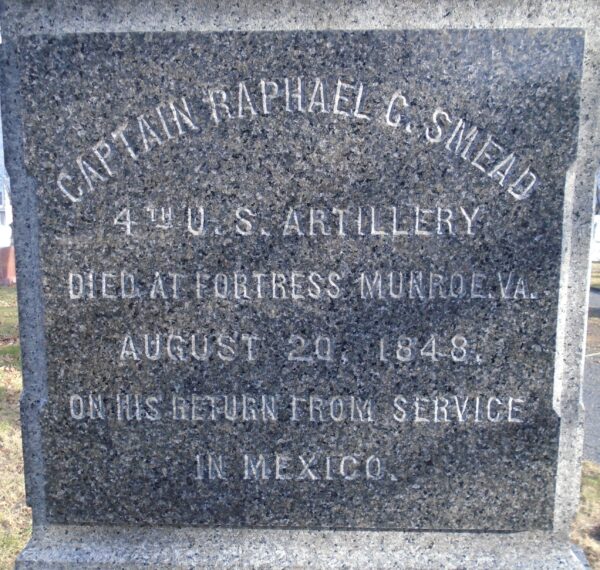 CAPTAIN RAPHAEL C. SMEAD
4TH U.S. ARTILLERY
DIED AT FORTRESS MUNROE, VA.
AUGUST 20, 1848,
ON HIS RETURN FROM SERVICE
IN MEXICO.